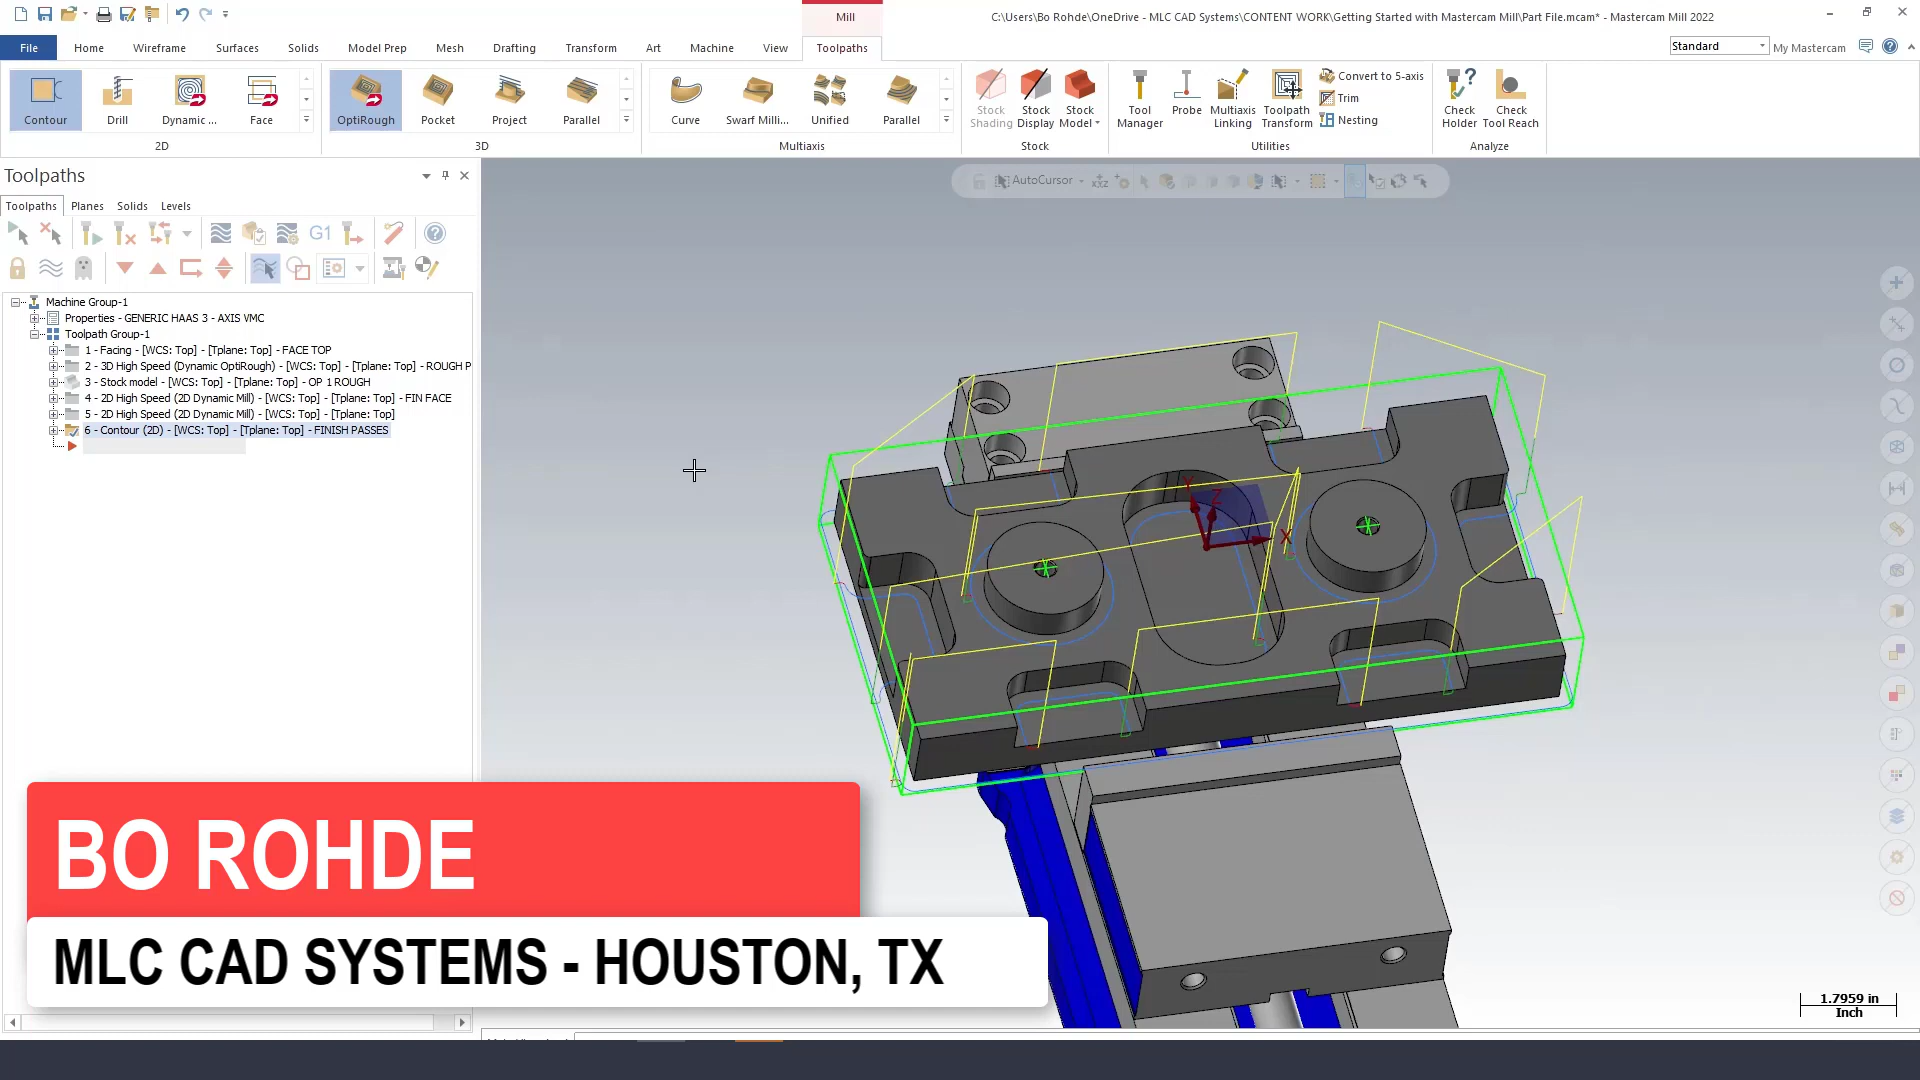 Mill
C:\Users\Bo Rohde\OneDrive - MLC CAD Systems\CONTENT WORK\Getting Started with Mastercam Mill\Part File.mcam* - Mastercam Mill 2022
File Home Wireframe Surfaces Solids Model Prep Mesh Drafting Transform Art Machine View Toolpaths
Standard My Mastercam
Contour Drill Dynamic ... Face
OptiRough Pocket Project Parallel
Curve Swarf Milli... Unified Parallel
Stock Shading Stock Display Stock Model
Tool Manager Probe Multiaxis Linking Toolpath Transform
Convert to 5-axis
Trim
Nesting
Check Holder Check Tool Reach
2D 3D Multiaxis Stock Utilities Analyze
Toolpaths
Toolpaths Planes Solids Levels
AutoCursor
G1
Machine Group-1
Properties - GENERIC HAAS 3 - AXIS VMC
Toolpath Group-1
1 - Facing - [WCS: Top] - [Tplane: Top] - FACE TOP
2 - 3D High Speed (Dynamic OptiRough) - [WCS: Top] - [Tplane: Top] - ROUGH P
3 - Stock model - [WCS: Top] - [Tplane: Top] - OP 1 ROUGH
4 - 2D High Speed (2D Dynamic Mill) - [WCS: Top] - [Tplane: Top] - FIN FACE
5 - 2D High Speed (2D Dynamic Mill) - [WCS: Top] - [Tplane: Top]
6 - Contour (2D) - [WCS: Top] - [Tplane: Top] - FINISH PASSES
Y
Z
X
BO ROHDE
MLC CAD SYSTEMS - HOUSTON, TX
1.7959 in
Inch